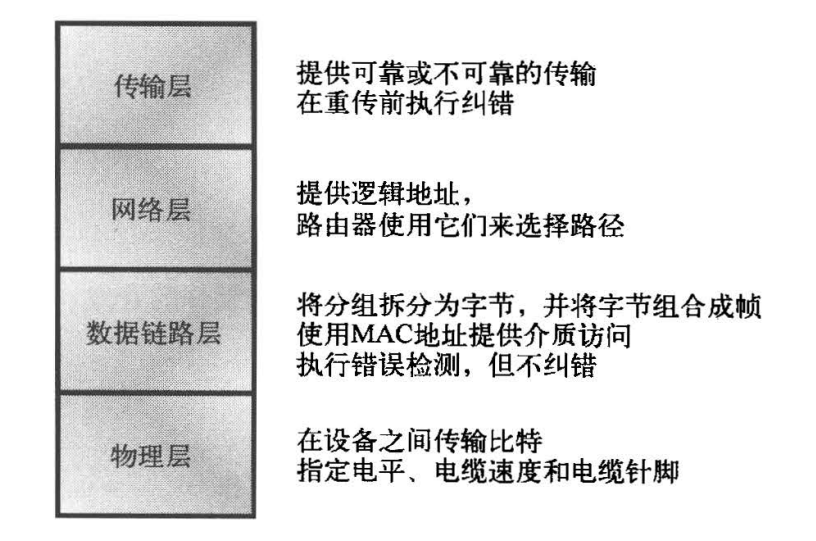 传输层
提供可靠或不可靠的传输
在重传前执行纠错
网络层
提供逻辑地址，
路由器使用它们来选择路径
数据链路层
将分组拆分为字节，并将字节组合成帧
使用MAC地址提供介质访问
执行错误检测，但不纠错
物理层
在设备之间传输比特
指定电平、电缆速度和电缆针脚